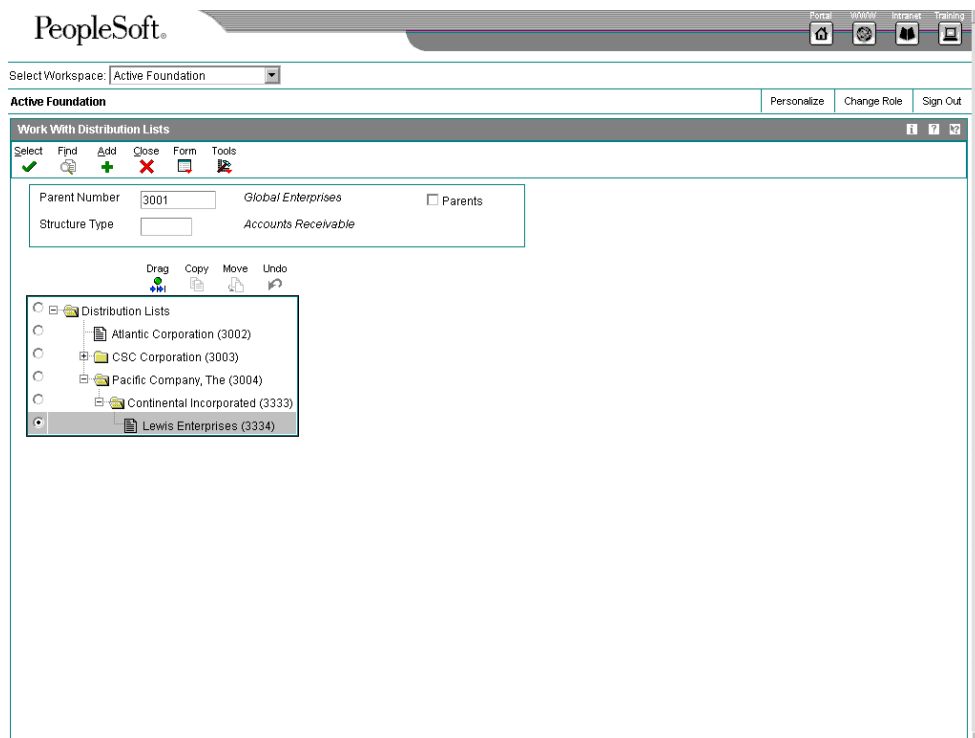 PeopleSoft®
Portal WWW Intranet Training
Select Workspace: Active Foundation
Active Foundation Personalize Change Role Sign Out
Work With Distribution Lists
Select Find Add Close Form Tools
Parent Number 3001 Global Enterprises Parents
Structure Type Accounts Receivable
Drag Copy Move Undo
Distribution Lists
Atlantic Corporation (3002)
CSC Corporation (3003)
Pacific Company, The (3004)
Continental Incorporated (3333)
Lewis Enterprises (3334)